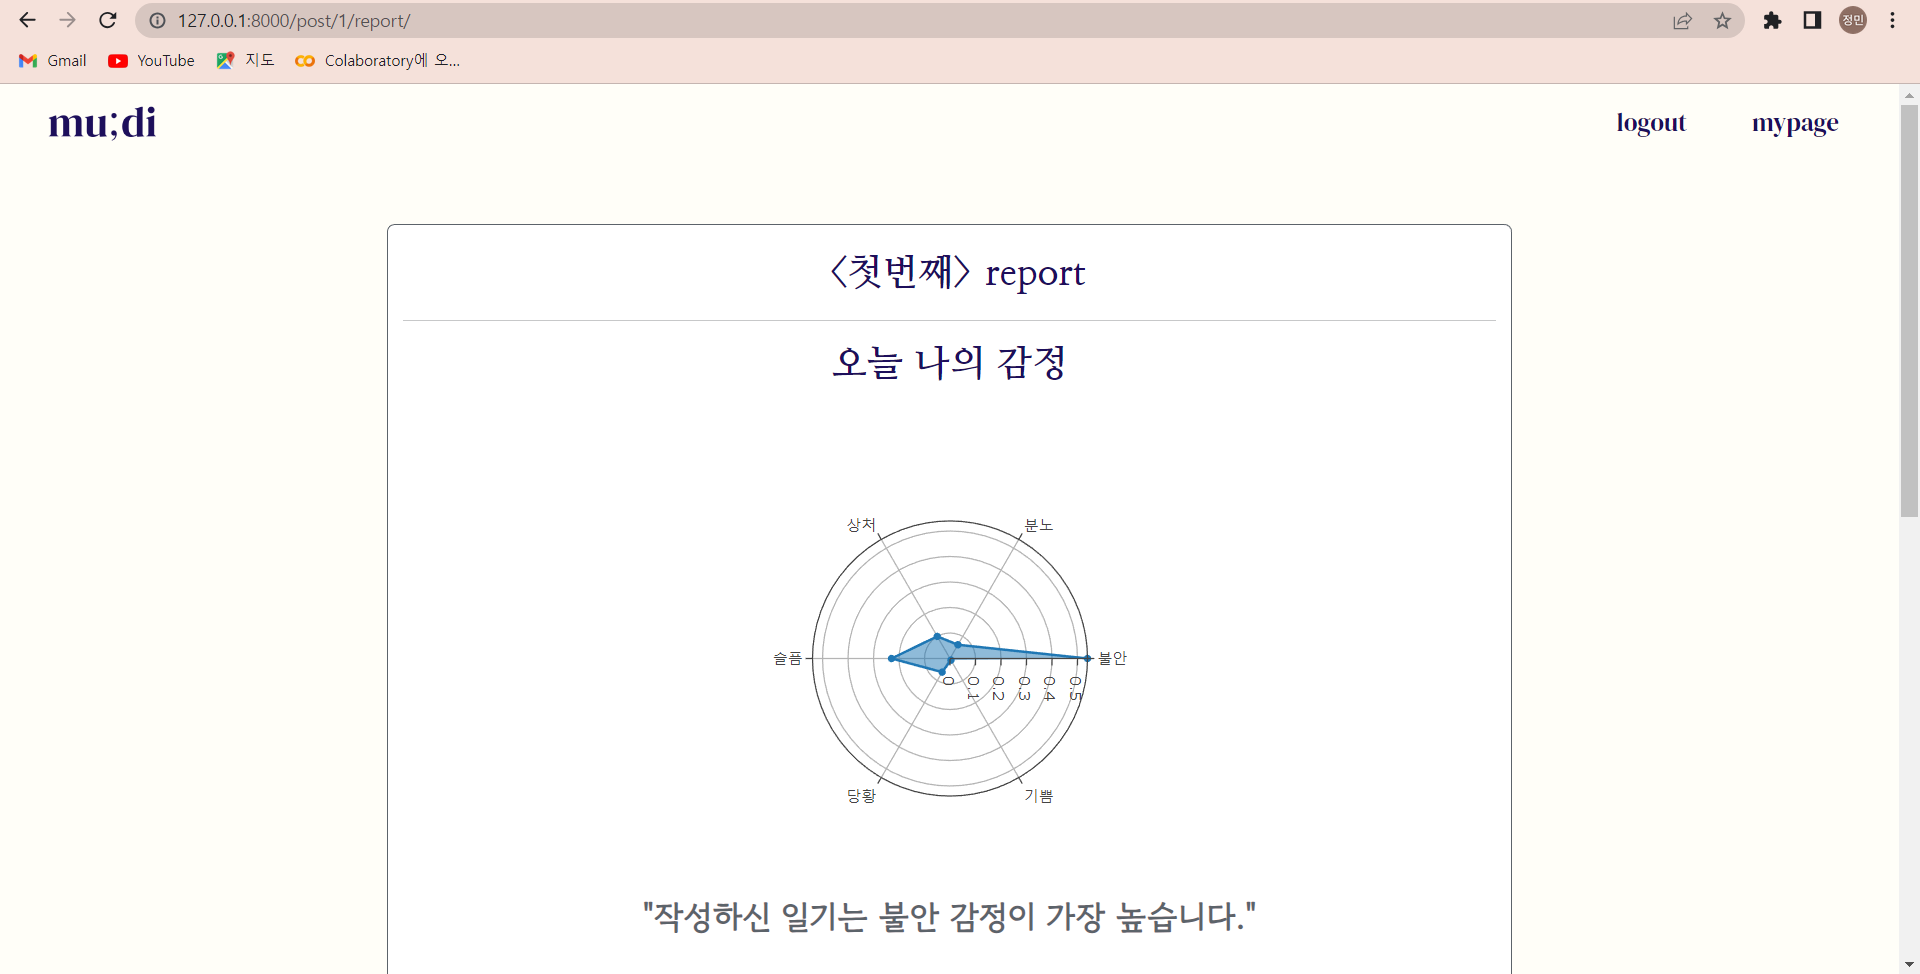 127.0.0.1:8000/post/1/report/
정민
Gmail
YouTube
지도
Colaboratory에 오...
mu;di
logout
mypage
<첫번째> report
오늘 나의 감정
상처
분노
슬픔
불안
0
0.1
0.2
0.3
0.4
0.5
당황
기쁨
"작성하신 일기는 불안 감정이 가장 높습니다."